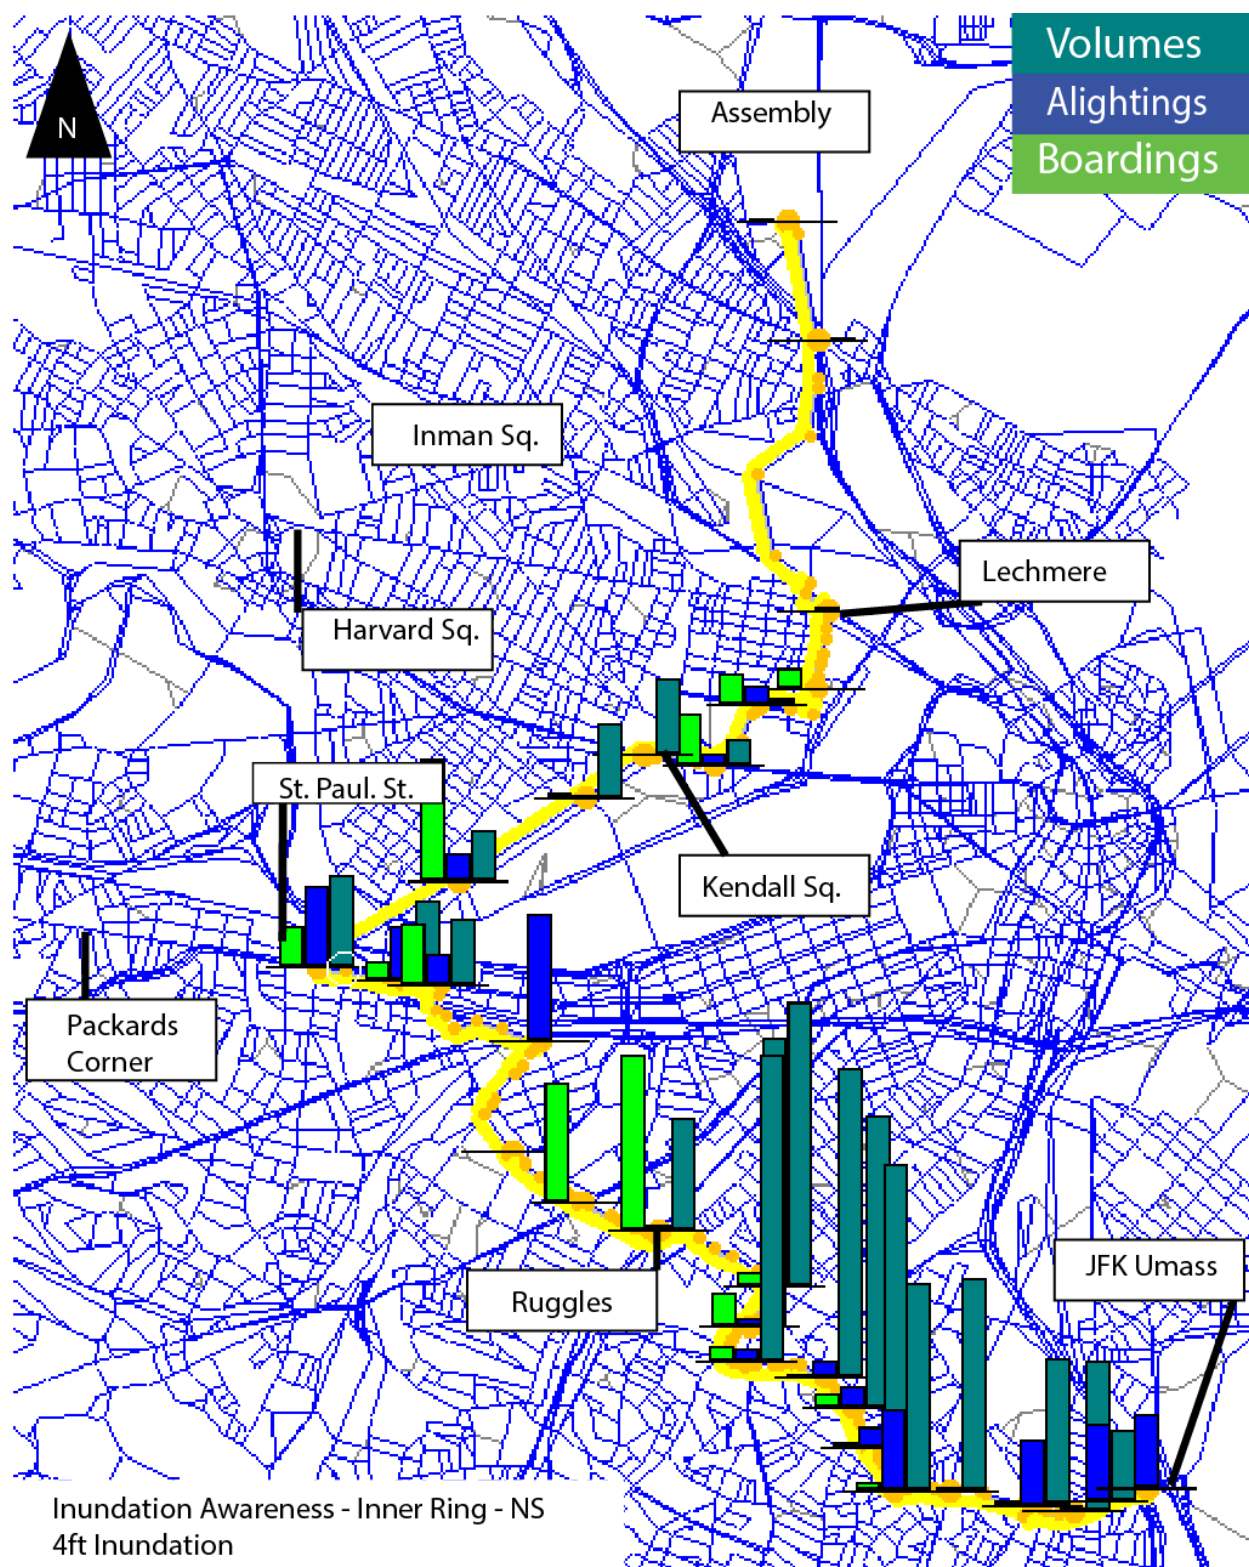 Volumes
Alightings
Boardings
N
Assembly
Inman Sq.
Lechmere
Harvard Sq.
St. Paul. St.
Kendall Sq.
Packards
Corner
JFK Umass
Ruggles
Inundation Awareness - Inner Ring - NS
4ft Inundation